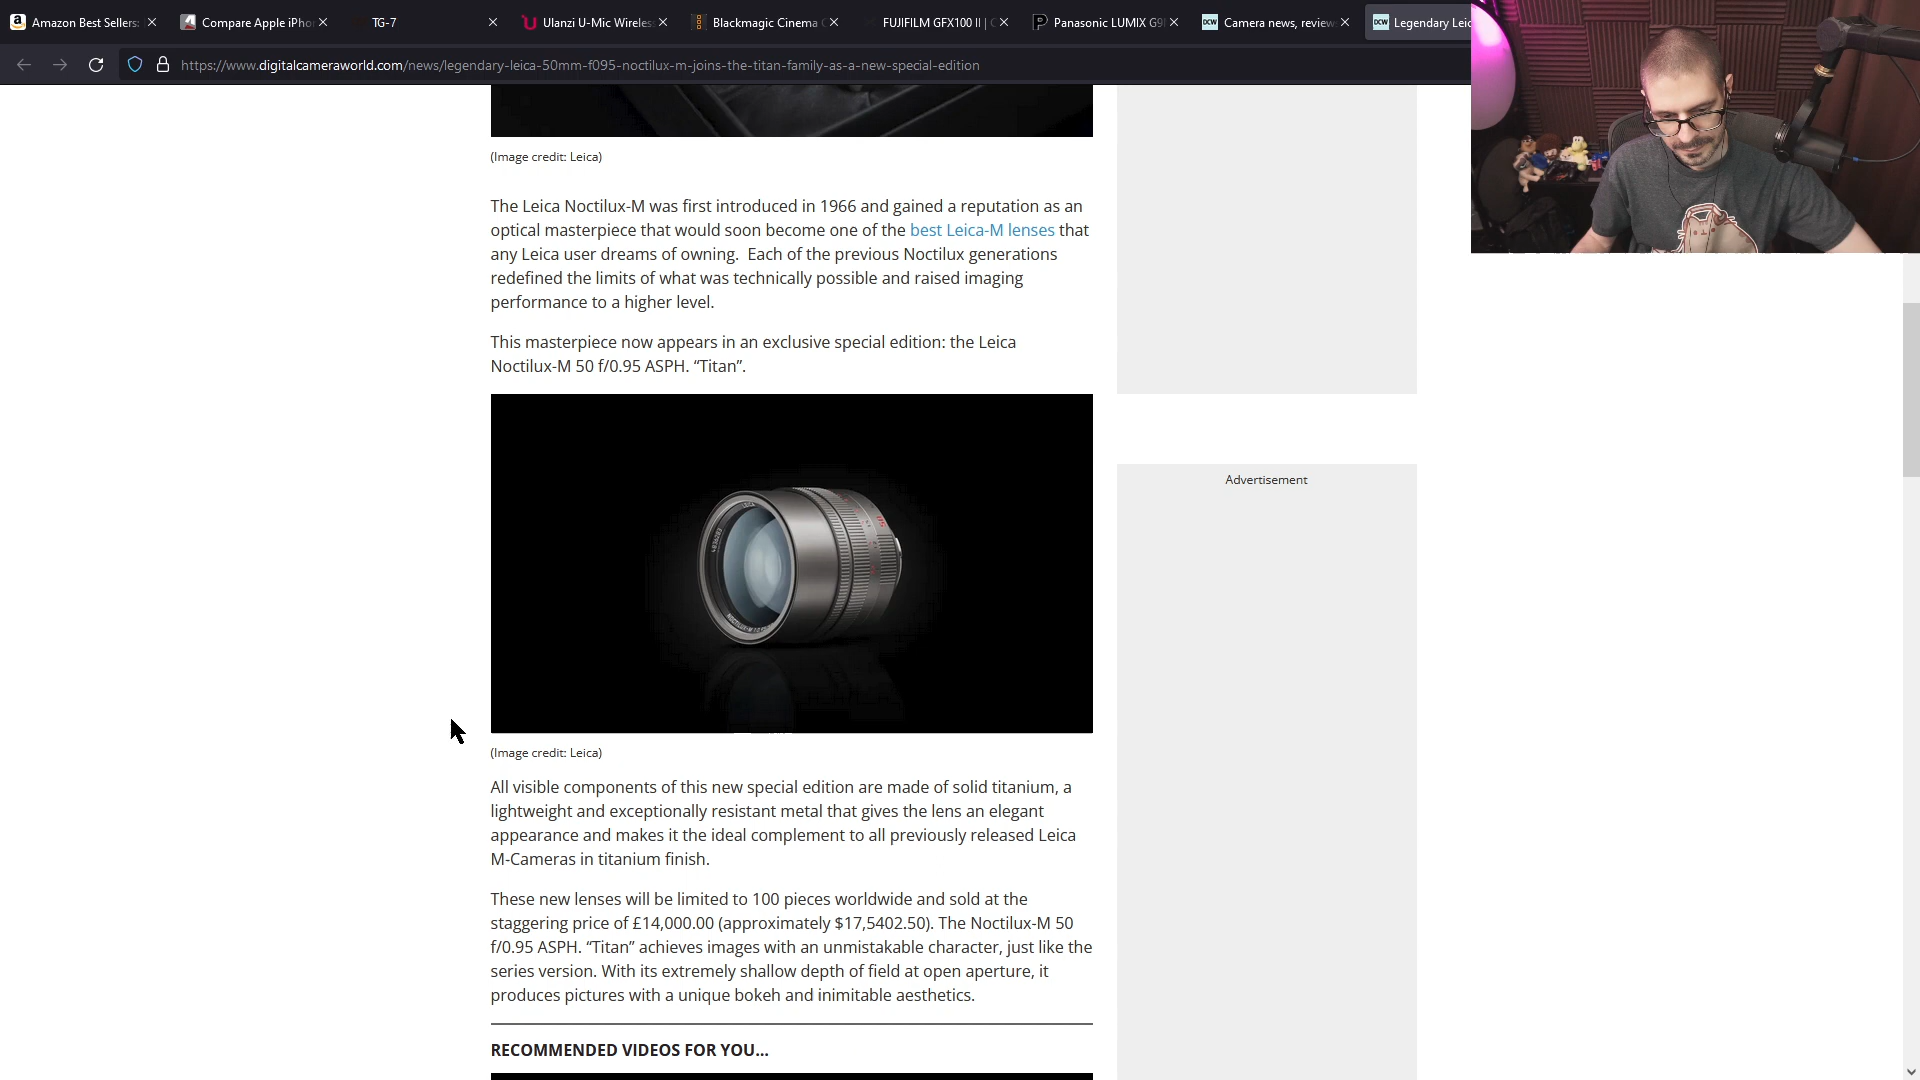 Amazon Best Sellers:
Compare Apple iPho
TG-7
Ulanzi U-Mic Wireles
Blackmagic Cinema
FUJIFILM GFX100 II |
Panasonic LUMIX G9
DCW Camera news, review
DCW Legendary Leic
https://www.digitalcameraworld.com/news/legendary-leica-50mm-f095-noctilux-m-joins-the-titan-family-as-a-new-special-edition
(Image credit: Leica)
The Leica Noctilux-M was first introduced in 1966 and gained a reputation as an
optical masterpiece that would soon become one of the best Leica-M lenses that
any Leica user dreams of owning. Each of the previous Noctilux generations
redefined the limits of what was technically possible and raised imaging
performance to a higher level.
This masterpiece now appears in an exclusive special edition: the Leica
Noctilux-M 50 f/0.95 ASPH. “Titan”.
Advertisement
(Image credit: Leica)
All visible components of this new special edition are made of solid titanium, a
lightweight and exceptionally resistant metal that gives the lens an elegant
appearance and makes it the ideal complement to all previously released Leica
M-Cameras in titanium finish.
These new lenses will be limited to 100 pieces worldwide and sold at the
staggering price of £14,000.00 (approximately $17,5402.50). The Noctilux-M 50
f/0.95 ASPH. “Titan” achieves images with an unmistakable character, just like the
series version. With its extremely shallow depth of field at open aperture, it
produces pictures with a unique bokeh and inimitable aesthetics.
RECOMMENDED VIDEOS FOR YOU...